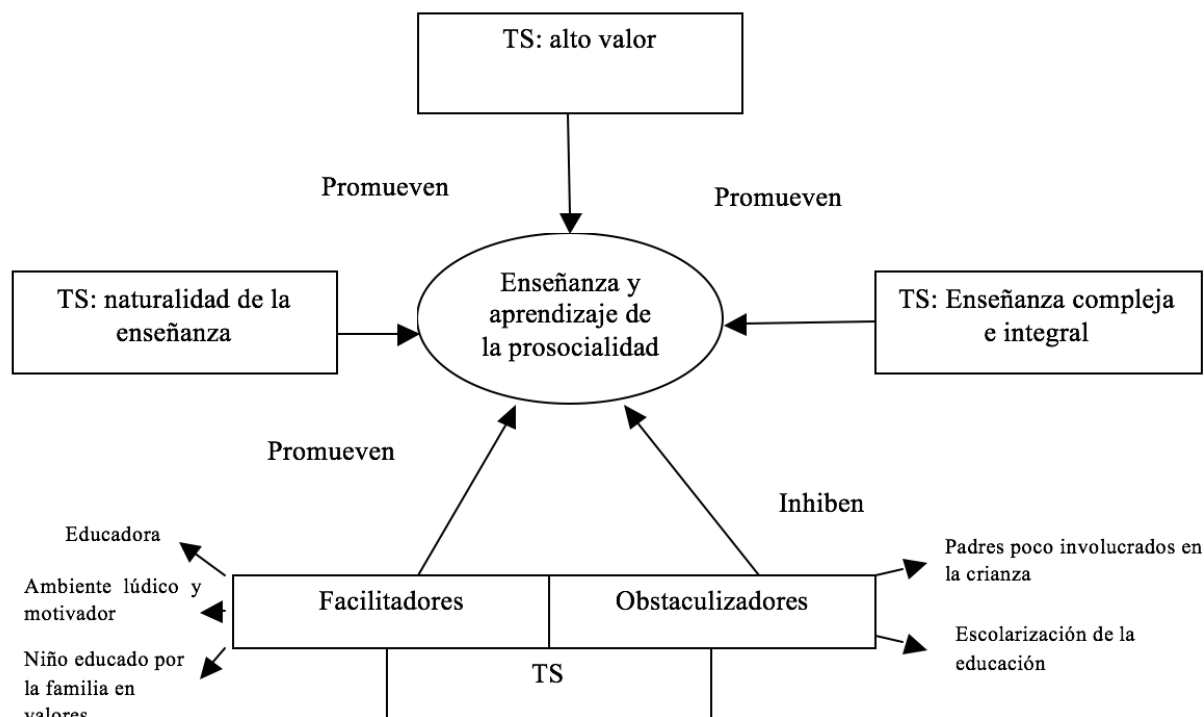 TS: alto valor
Promueven
Promueven
TS: naturalidad de la
enseñanza
Enseñanza y
aprendizaje de
la prosocialidad
TS: Enseñanza compleja
e integral
Promueven
Inhiben
Educadora
Ambiente lúdico y
motivador
Niño educado por
la familia en
valores
Facilitadores
Obstaculizadores
TS
Padres poco involucrados en
la crianza
Escolarización de la
educación